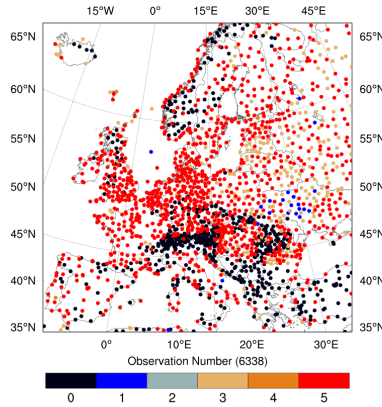 15°W 0° 15°E 30°E 45°E
65°N 65°N
60°N 60°N
55°N 55°N
50°N 50°N
45°N 45°N
40°N 40°N
35°N 35°N
0° 10°E 20°E 30°E
Observation Number (6338)
0 1 2 3 4 5